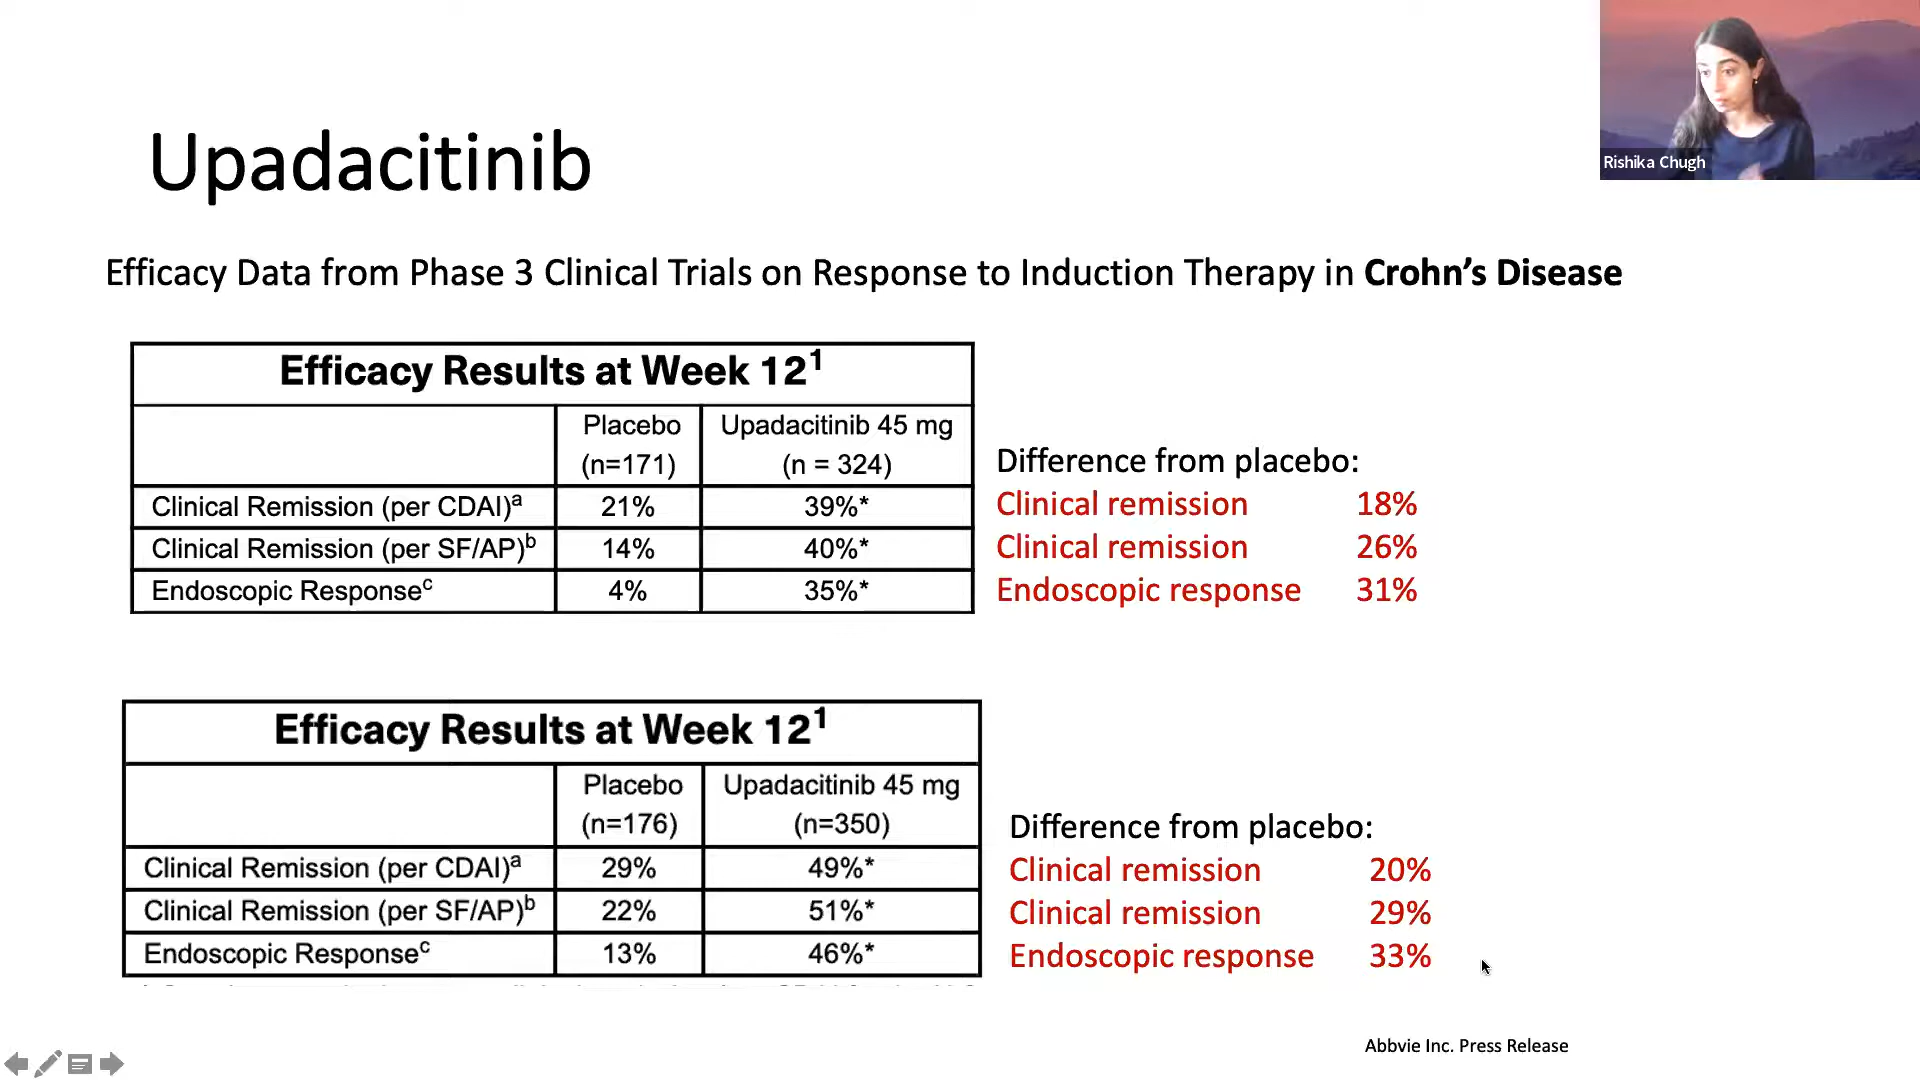 Rishika Chugh
Upadacitinib
Efficacy Data from Phase 3 Clinical Trials on Response to Induction Therapy in Crohn's Disease
Efficacy Results at Week 12¹
Placebo (n=171) Upadacitinib 45 mg (n = 324)
Clinical Remission (per CDAI)ᵃ 21% 39%*
Clinical Remission (per SF/AP)ᵇ 14% 40%*
Endoscopic Responseᶜ 4% 35%*
Difference from placebo:
Clinical remission 18%
Clinical remission 26%
Endoscopic response 31%
Efficacy Results at Week 12¹
Placebo (n=176) Upadacitinib 45 mg (n=350)
Clinical Remission (per CDAI)ᵃ 29% 49%*
Clinical Remission (per SF/AP)ᵇ 22% 51%*
Endoscopic Responseᶜ 13% 46%*
Difference from placebo:
Clinical remission 20%
Clinical remission 29%
Endoscopic response 33%
Abbvie Inc. Press Release